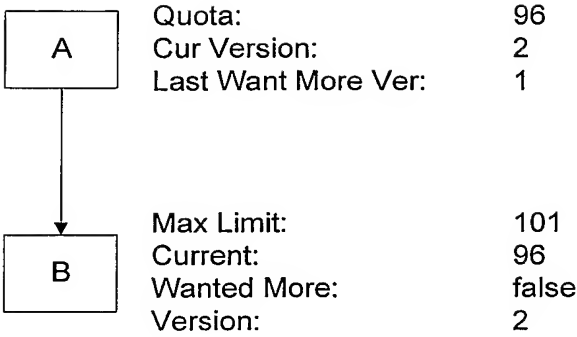 A
Quota: 96
Cur Version: 2
Last Want More Ver: 1
B
Max Limit: 101
Current: 96
Wanted More: false
Version: 2